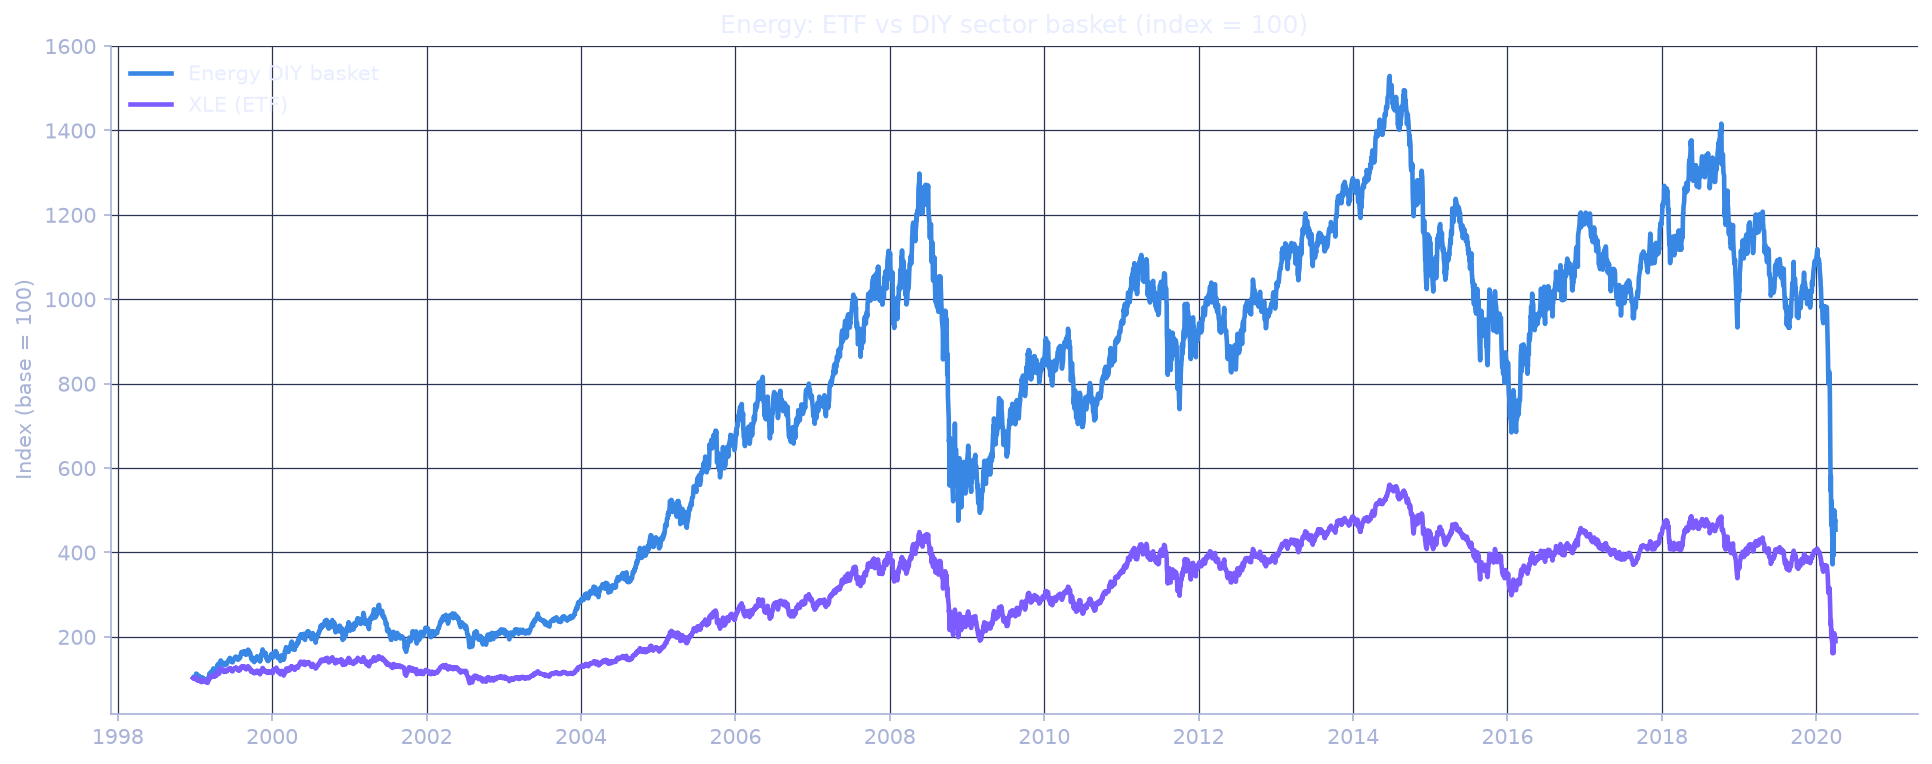 Energy: ETF vs DIY sector basket (index = 100)
Energy DIY basket
XLE (ETF)
Index (base = 100)
1600
1400
1200
1000
800
600
400
200
1998 2000 2002 2004 2006 2008 2010 2012 2014 2016 2018 2020